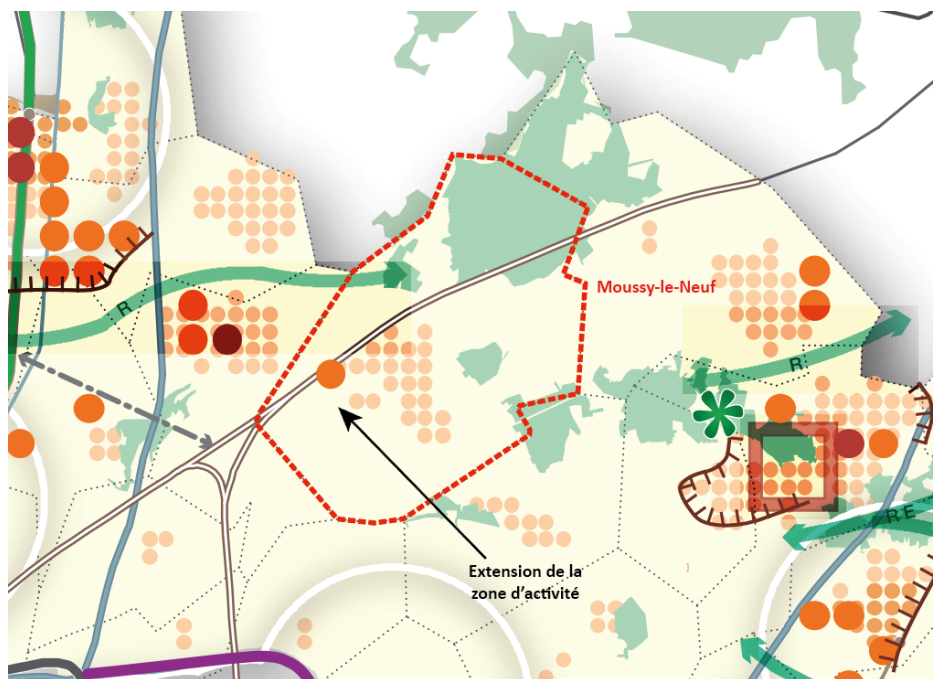 R
Moussy-le-Neuf
R
RE
Extension de la
zone d'activité